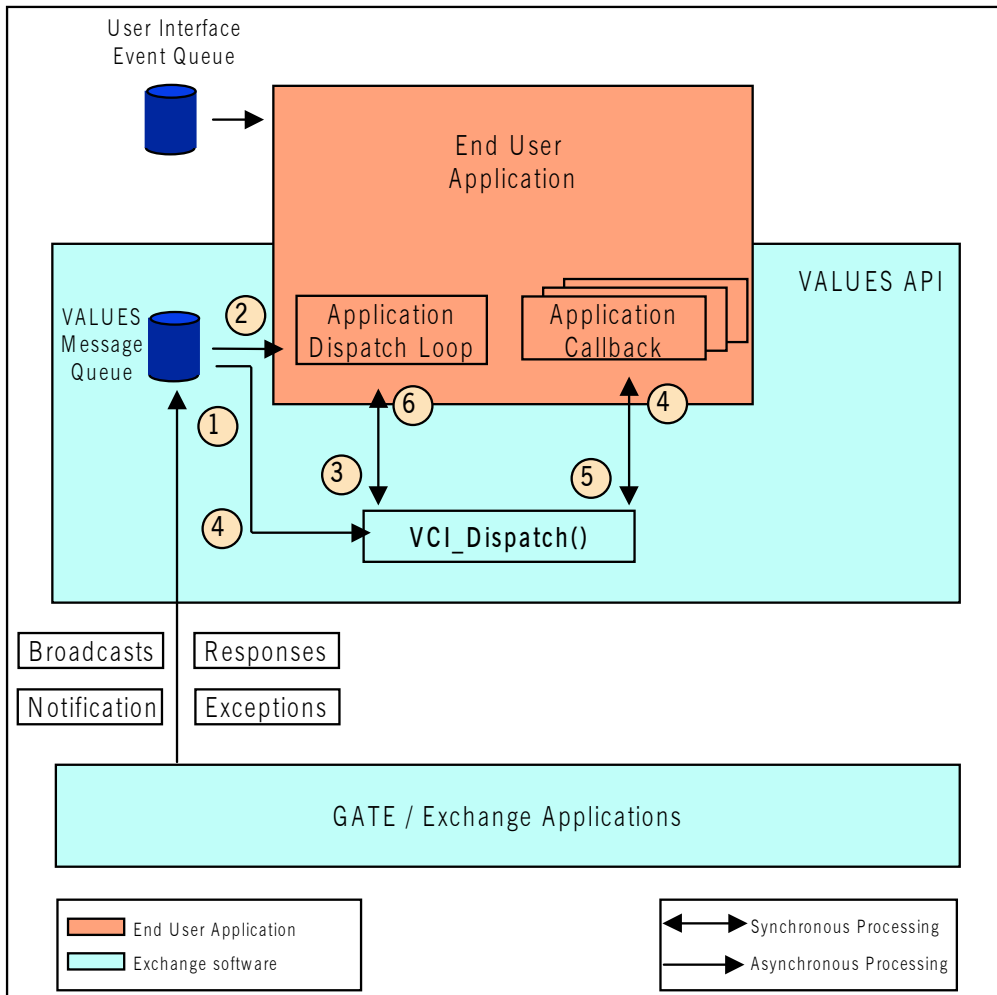 User Interface
Event Queue
End User
Application
VALUES API
VALUES
Message
Queue
2
Application
Dispatch Loop
Application
Callback
1
6
4
3
5
4
VCI_Dispatch()
Broadcasts
Responses
Notification
Exceptions
GATE / Exchange Applications
End User Application
Exchange software
Synchronous Processing
Asynchronous Processing